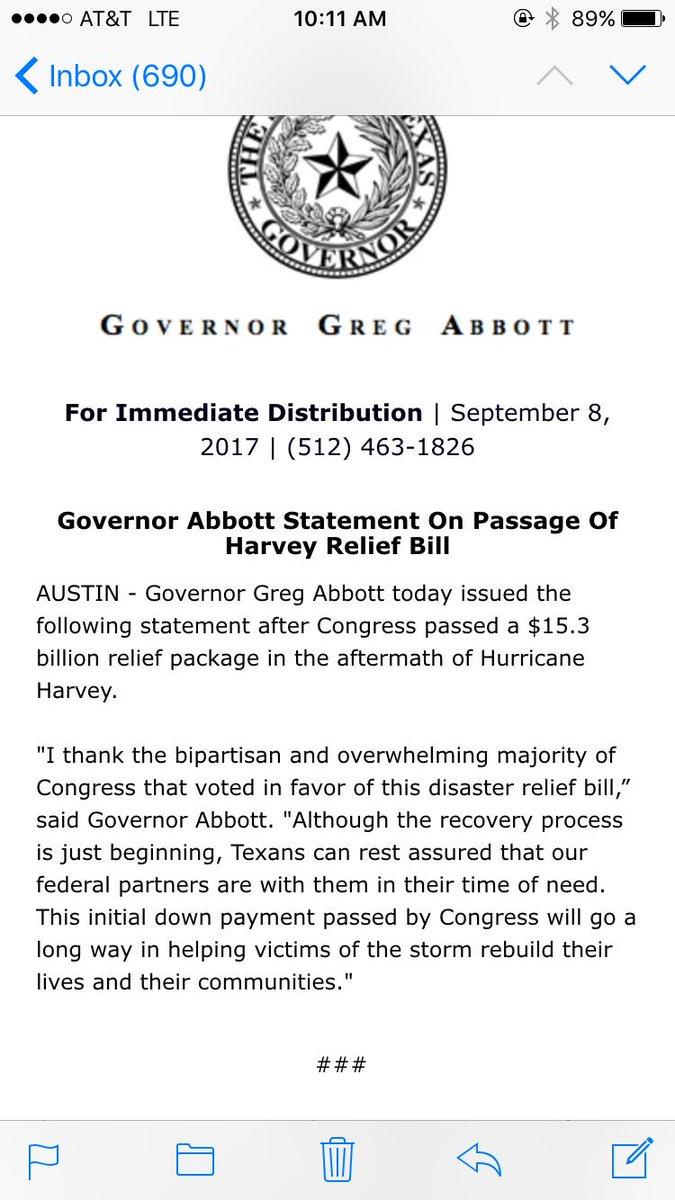 AT&T LTE 10:11 AM 89%
Inbox (690)
THE EXAS
GOVERNOR
GOVERNOR GREG ABBOTT
For Immediate Distribution | September 8,
2017 | (512) 463-1826
Governor Abbott Statement On Passage Of
Harvey Relief Bill
AUSTIN - Governor Greg Abbott today issued the
following statement after Congress passed a $15.3
billion relief package in the aftermath of Hurricane
Harvey.
"I thank the bipartisan and overwhelming majority of
Congress that voted in favor of this disaster relief bill,”
said Governor Abbott. "Although the recovery process
is just beginning, Texans can rest assured that our
federal partners are with them in their time of need.
This initial down payment passed by Congress will go a
long way in helping victims of the storm rebuild their
lives and their communities."
###